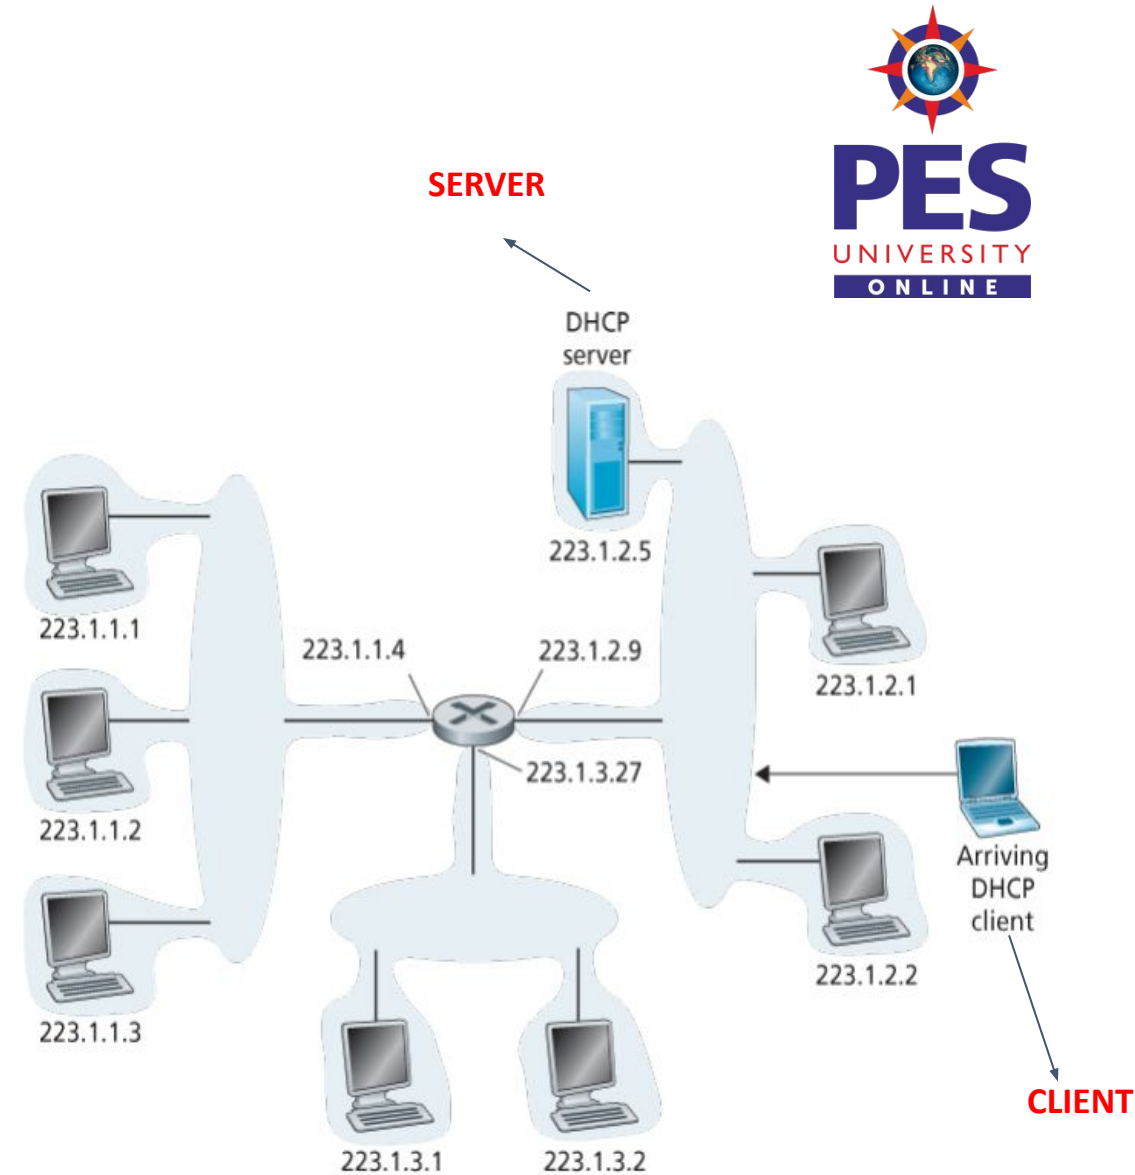 PES
UNIVERSITY
ONLINE
SERVER
DHCP
server
223.1.2.5
223.1.1.1
223.1.1.4
223.1.2.9
223.1.2.1
223.1.3.27
223.1.1.2
Arriving
DHCP
client
223.1.2.2
223.1.1.3
CLIENT
223.1.3.1
223.1.3.2